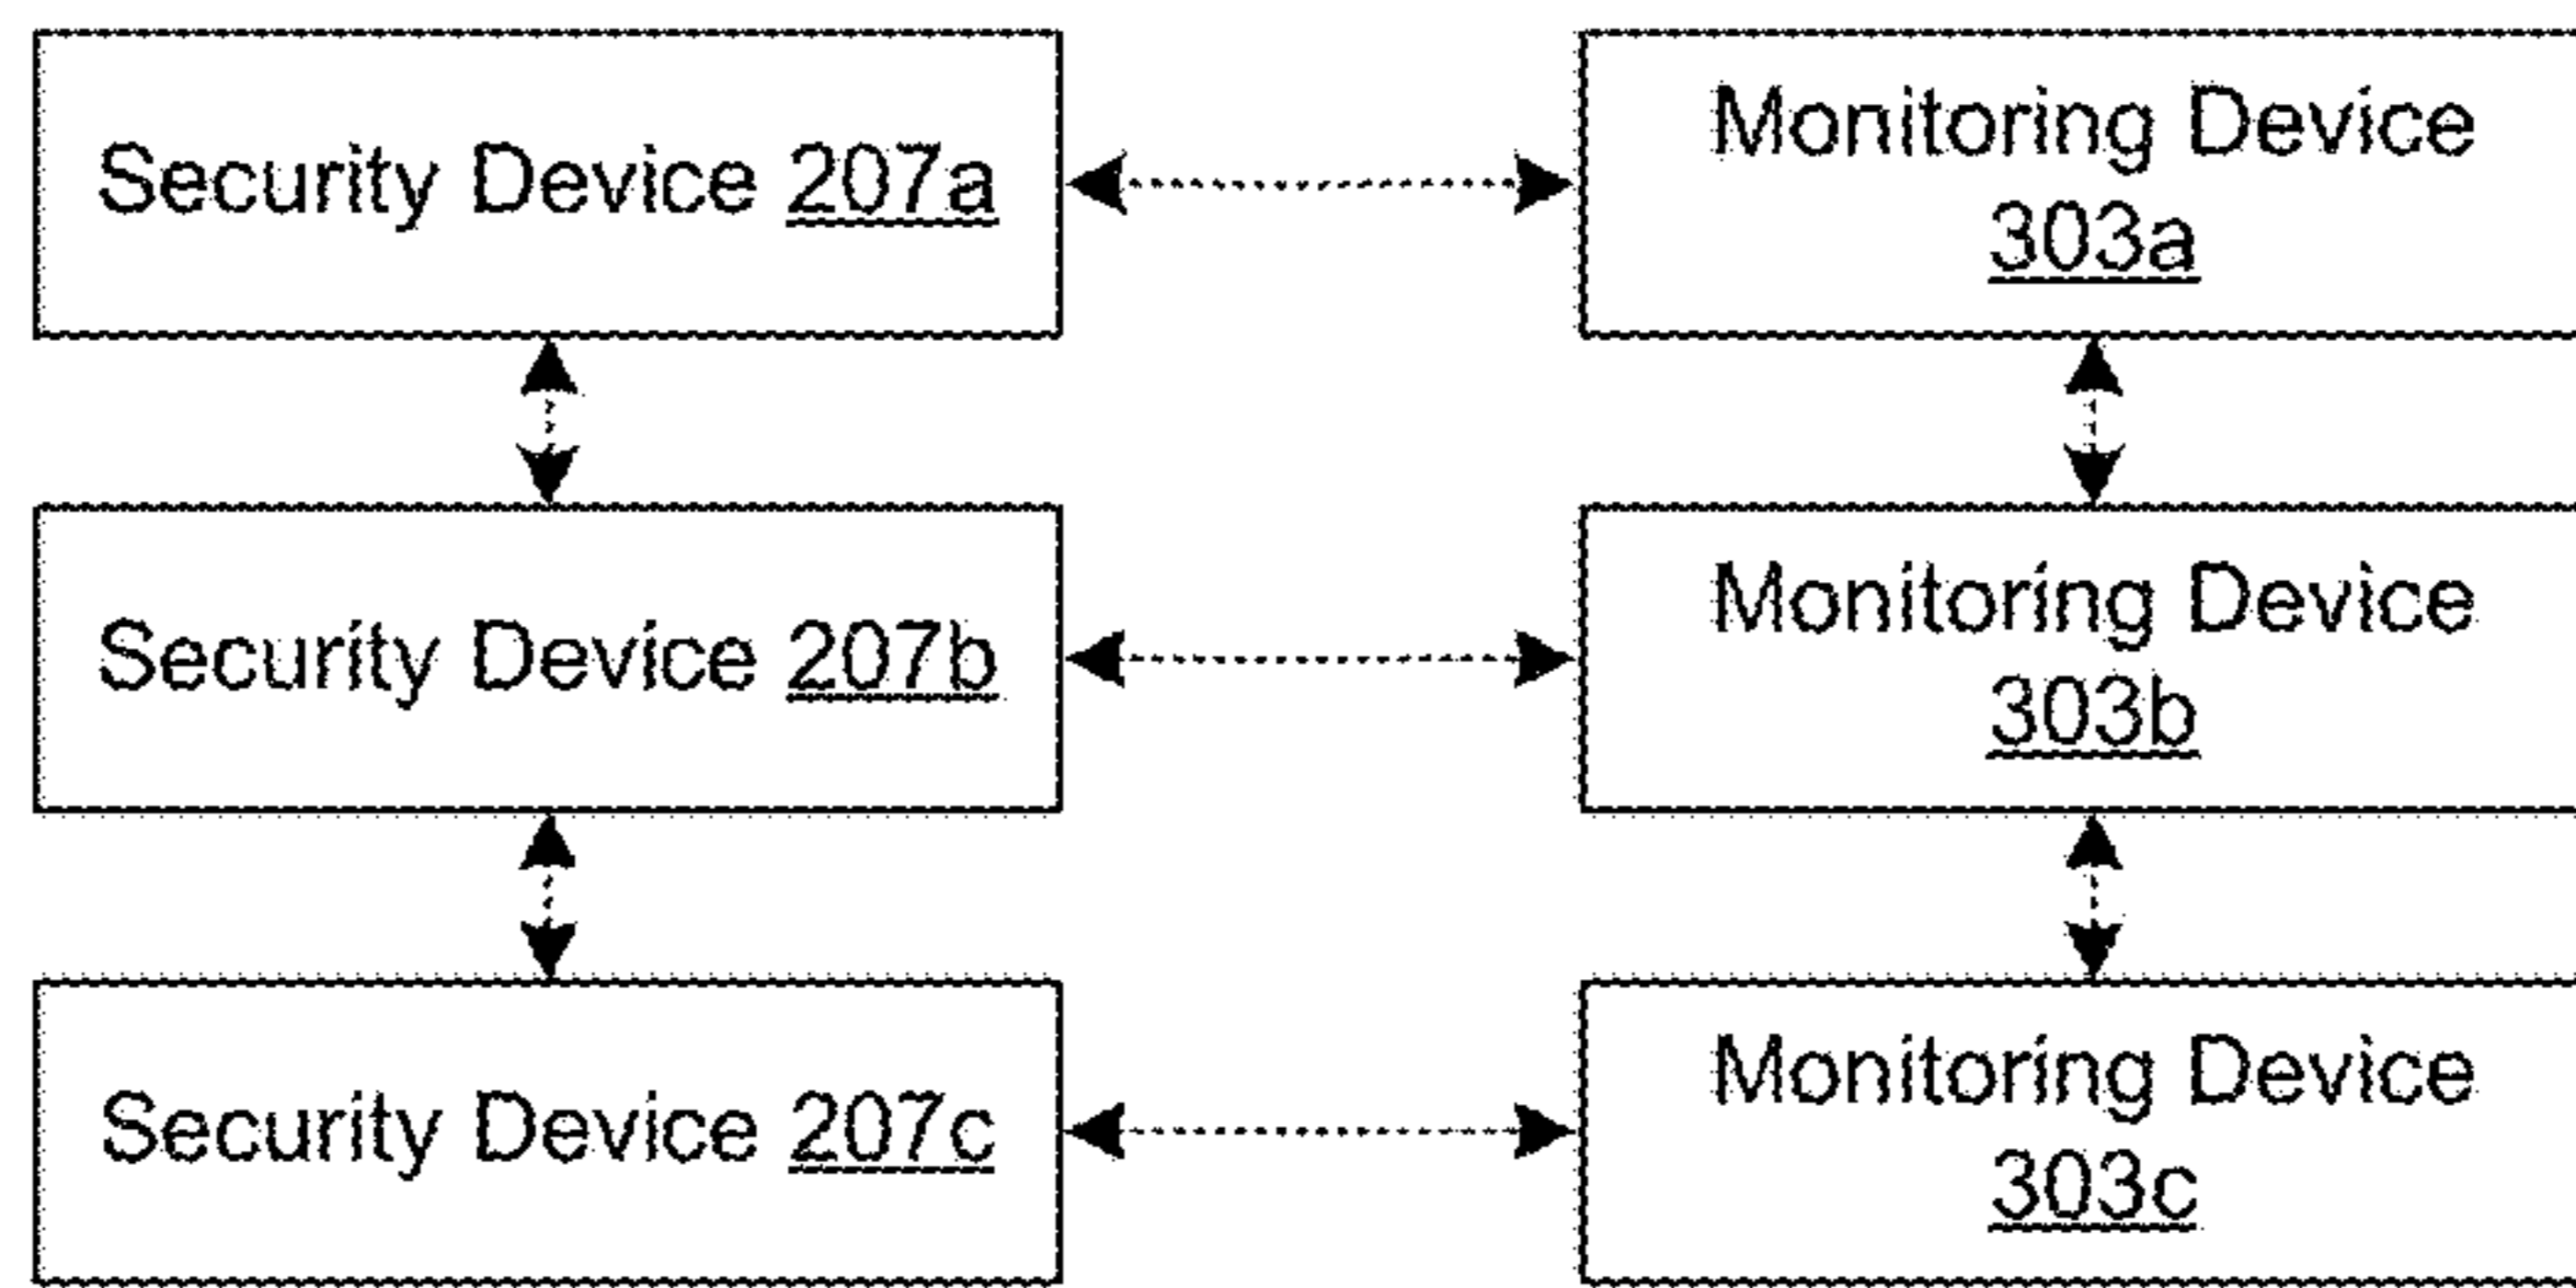 Security Device 207a
Monitoring Device
303a
Security Device 207b
Monitoring Device
303b
Security Device 207c
Monitoring Device
303c